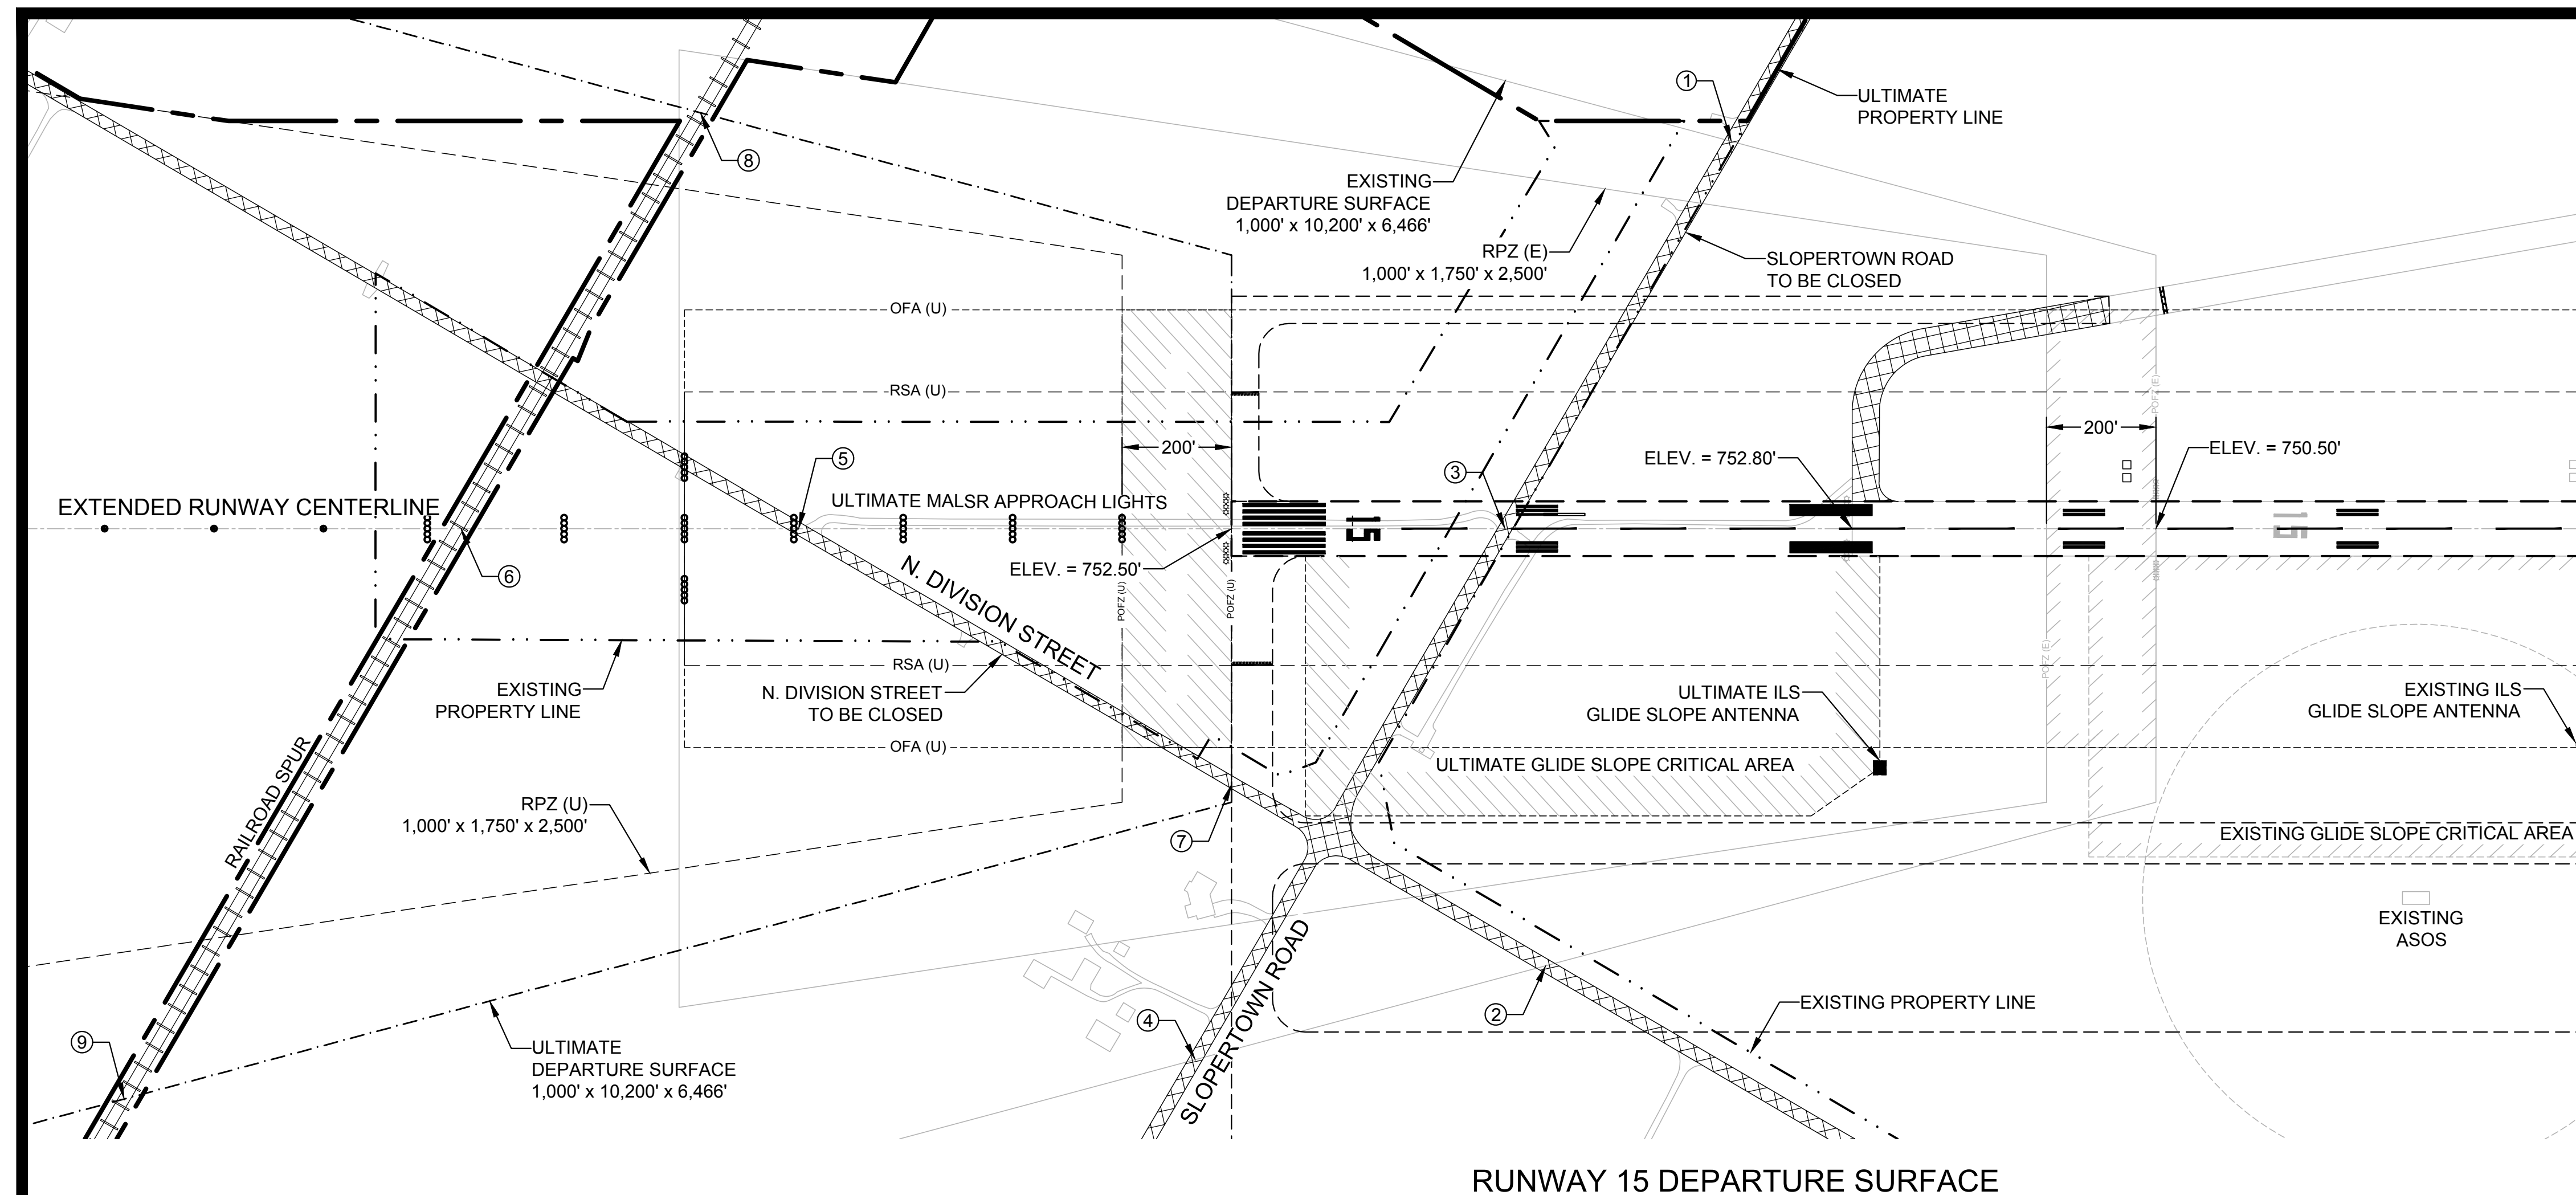 1
ULTIMATE
PROPERTY LINE
8
EXISTING
DEPARTURE SURFACE
1,000' x 10,200' x 6,466'
RPZ (E)
1,000' x 1,750' x 2,500'
SLOPERTOWN ROAD
TO BE CLOSED
OFA (U)
RSA (U)
POFZ (E)
200'
200'
5
3
ELEV. = 752.80'
ELEV. = 750.50'
EXTENDED RUNWAY CENTERLINE
ULTIMATE MALSR APPROACH LIGHTS
15
15
6
N. DIVISION STREET
ELEV. = 752.50'
POFZ (U)
POFZ (U)
POFZ (E)
RSA (U)
EXISTING
PROPERTY LINE
N. DIVISION STREET
TO BE CLOSED
OFA (U)
ULTIMATE ILS
GLIDE SLOPE ANTENNA
EXISTING ILS
GLIDE SLOPE ANTENNA
ULTIMATE GLIDE SLOPE CRITICAL AREA
RAILROAD SPUR
RPZ (U)
1,000' x 1,750' x 2,500'
7
EXISTING GLIDE SLOPE CRITICAL AREA
EXISTING
ASOS
SLOPERTOWN ROAD
4
2
EXISTING PROPERTY LINE
9
ULTIMATE
DEPARTURE SURFACE
1,000' x 10,200' x 6,466'
RUNWAY 15 DEPARTURE SURFACE